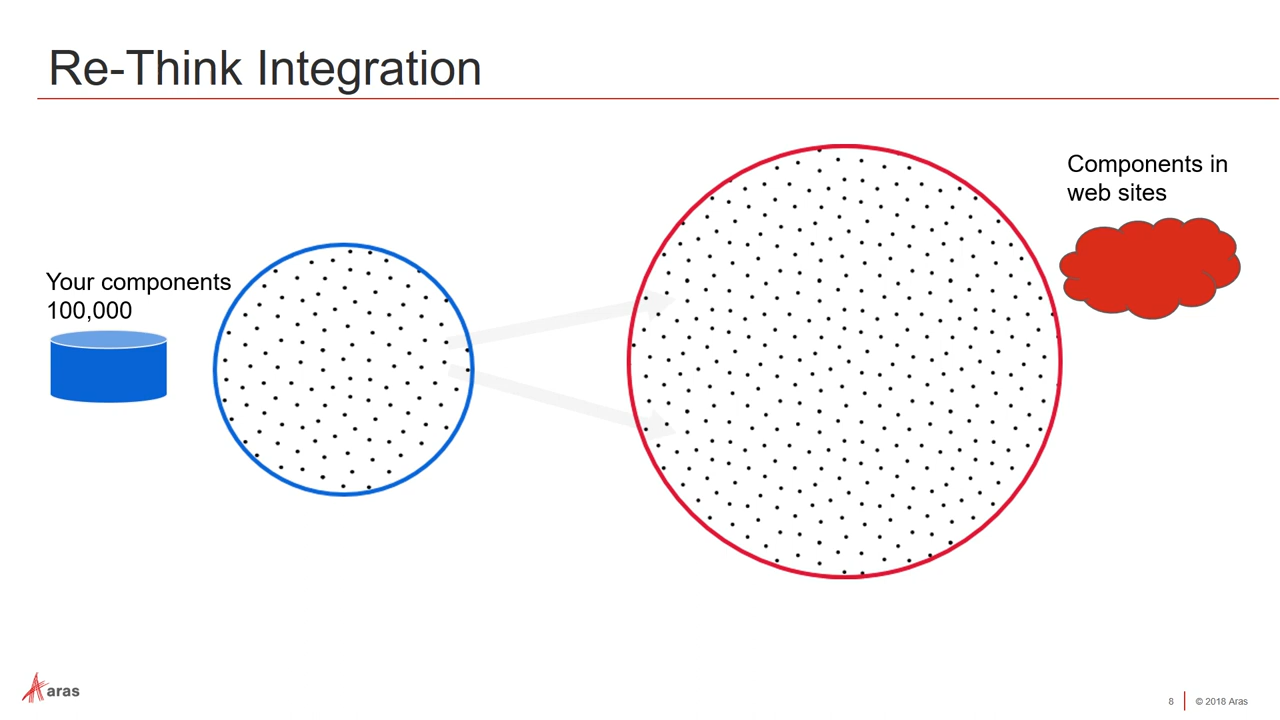 Re-Think Integration
Components in
web sites
Your components
100,000
aras
8
© 2018 Aras